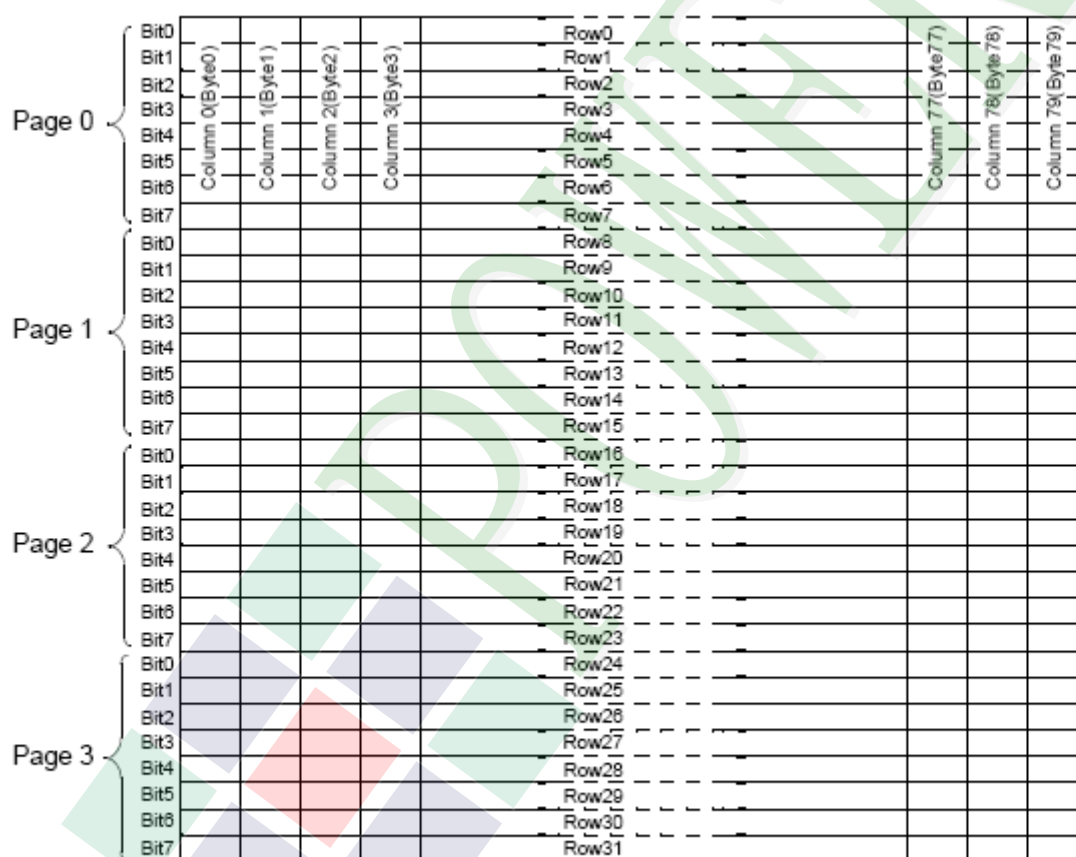 Column 0(Byte0)
Column 1(Byte1)
Column 2(Byte2)
Column 3(Byte3)
Column 77(Byte77)
Column 78(Byte78)
Column 79(Byte79)
Page 0
Bit0 Row0
Bit1 Row1
Bit2 Row2
Bit3 Row3
Bit4 Row4
Bit5 Row5
Bit6 Row6
Bit7 Row7
Page 1
Bit0 Row8
Bit1 Row9
Bit2 Row10
Bit3 Row11
Bit4 Row12
Bit5 Row13
Bit6 Row14
Bit7 Row15
Page 2
Bit0 Row16
Bit1 Row17
Bit2 Row18
Bit3 Row19
Bit4 Row20
Bit5 Row21
Bit6 Row22
Bit7 Row23
Page 3
Bit0 Row24
Bit1 Row25
Bit2 Row26
Bit3 Row27
Bit4 Row28
Bit5 Row29
Bit6 Row30
Bit7 Row31